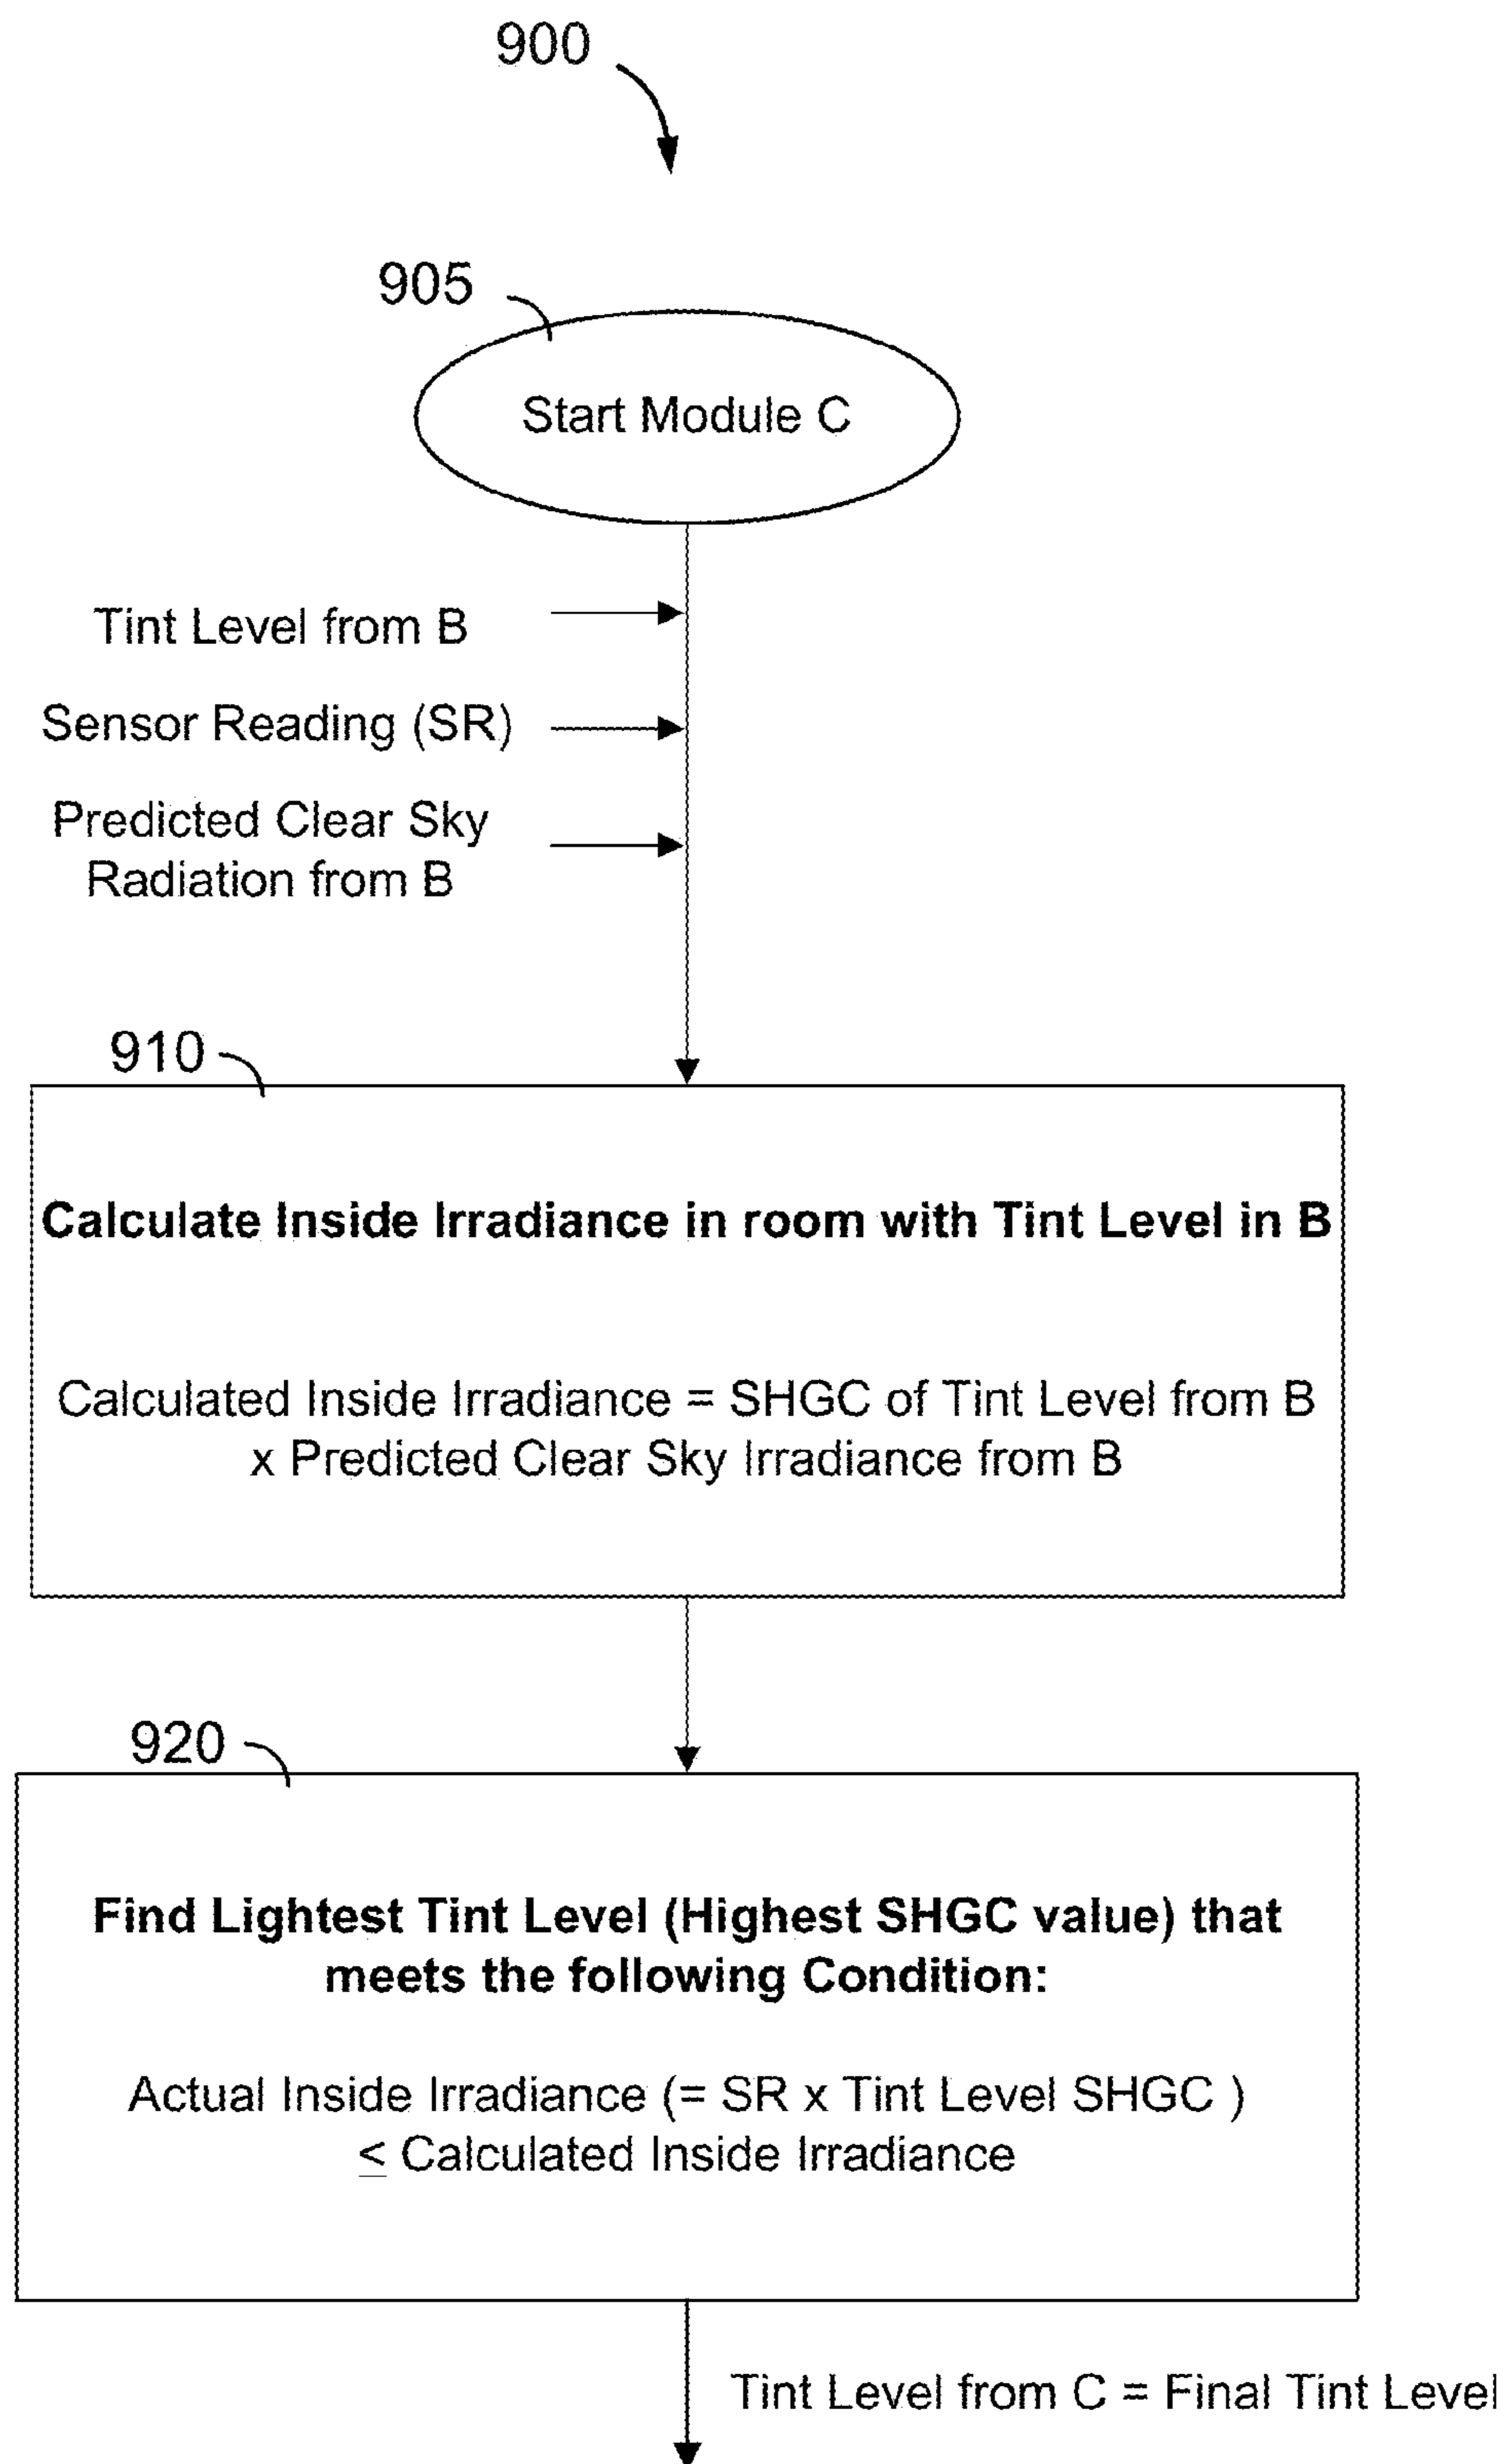 900
905
Start Module C
Tint Level from B
Sensor Reading (SR)
Predicted Clear Sky
Radiation from B
910
Calculate Inside Irradiance in room with Tint Level in B
Calculated Inside Irradiance = SHGC of Tint Level from B
x Predicted Clear Sky Irradiance from B
920
Find Lightest Tint Level (Highest SHGC value) that
meets the following Condition:
Actual Inside Irradiance (= SR x Tint Level SHGC )
≤ Calculated Inside Irradiance
Tint Level from C = Final Tint Level